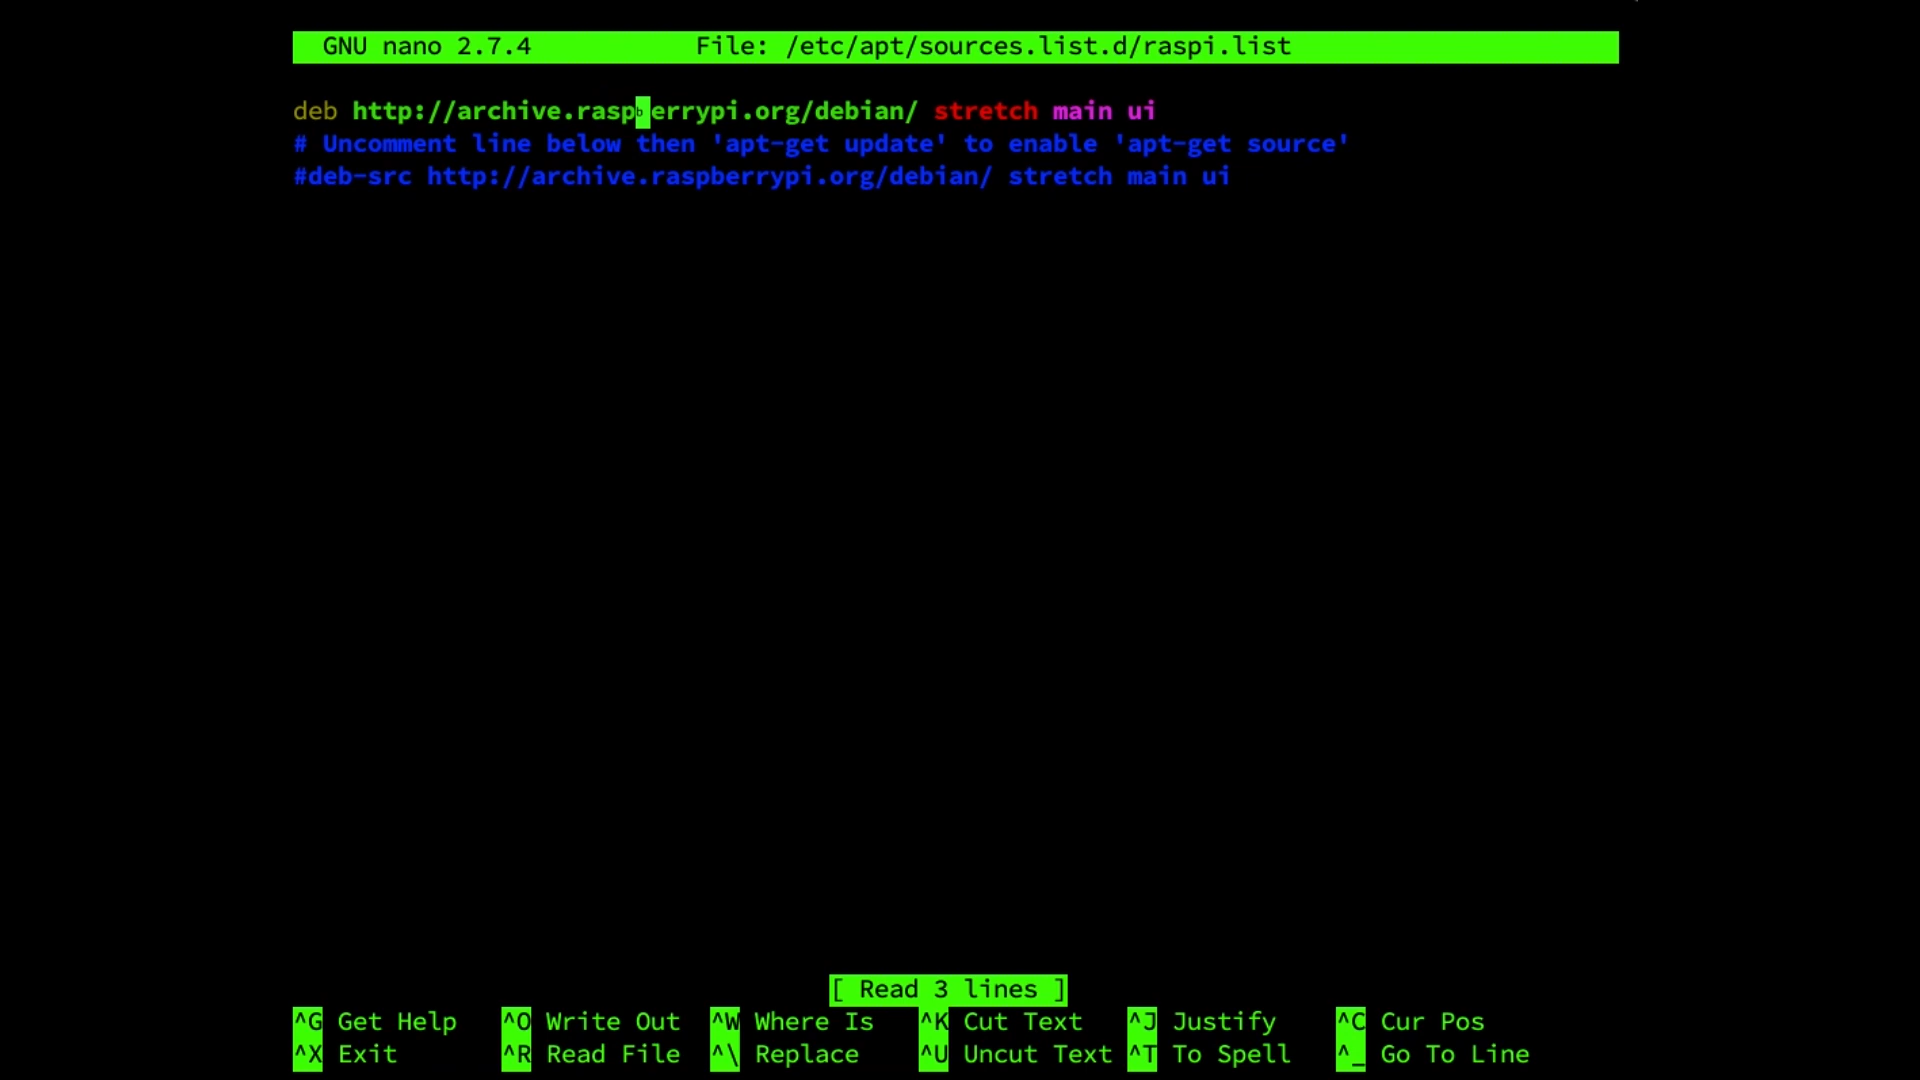 GNU nano 2.7.4 File: /etc/apt/sources.list.d/raspi.list
deb http://archive.raspberrypi.org/debian/ stretch main ui
# Uncomment line below then 'apt-get update' to enable 'apt-get source'
#deb-src http://archive.raspberrypi.org/debian/ stretch main ui
[ Read 3 lines ]
^G Get Help ^O Write Out ^W Where Is ^K Cut Text ^J Justify ^C Cur Pos
^X Exit ^R Read File ^\ Replace ^U Uncut Text ^T To Spell ^_ Go To Line